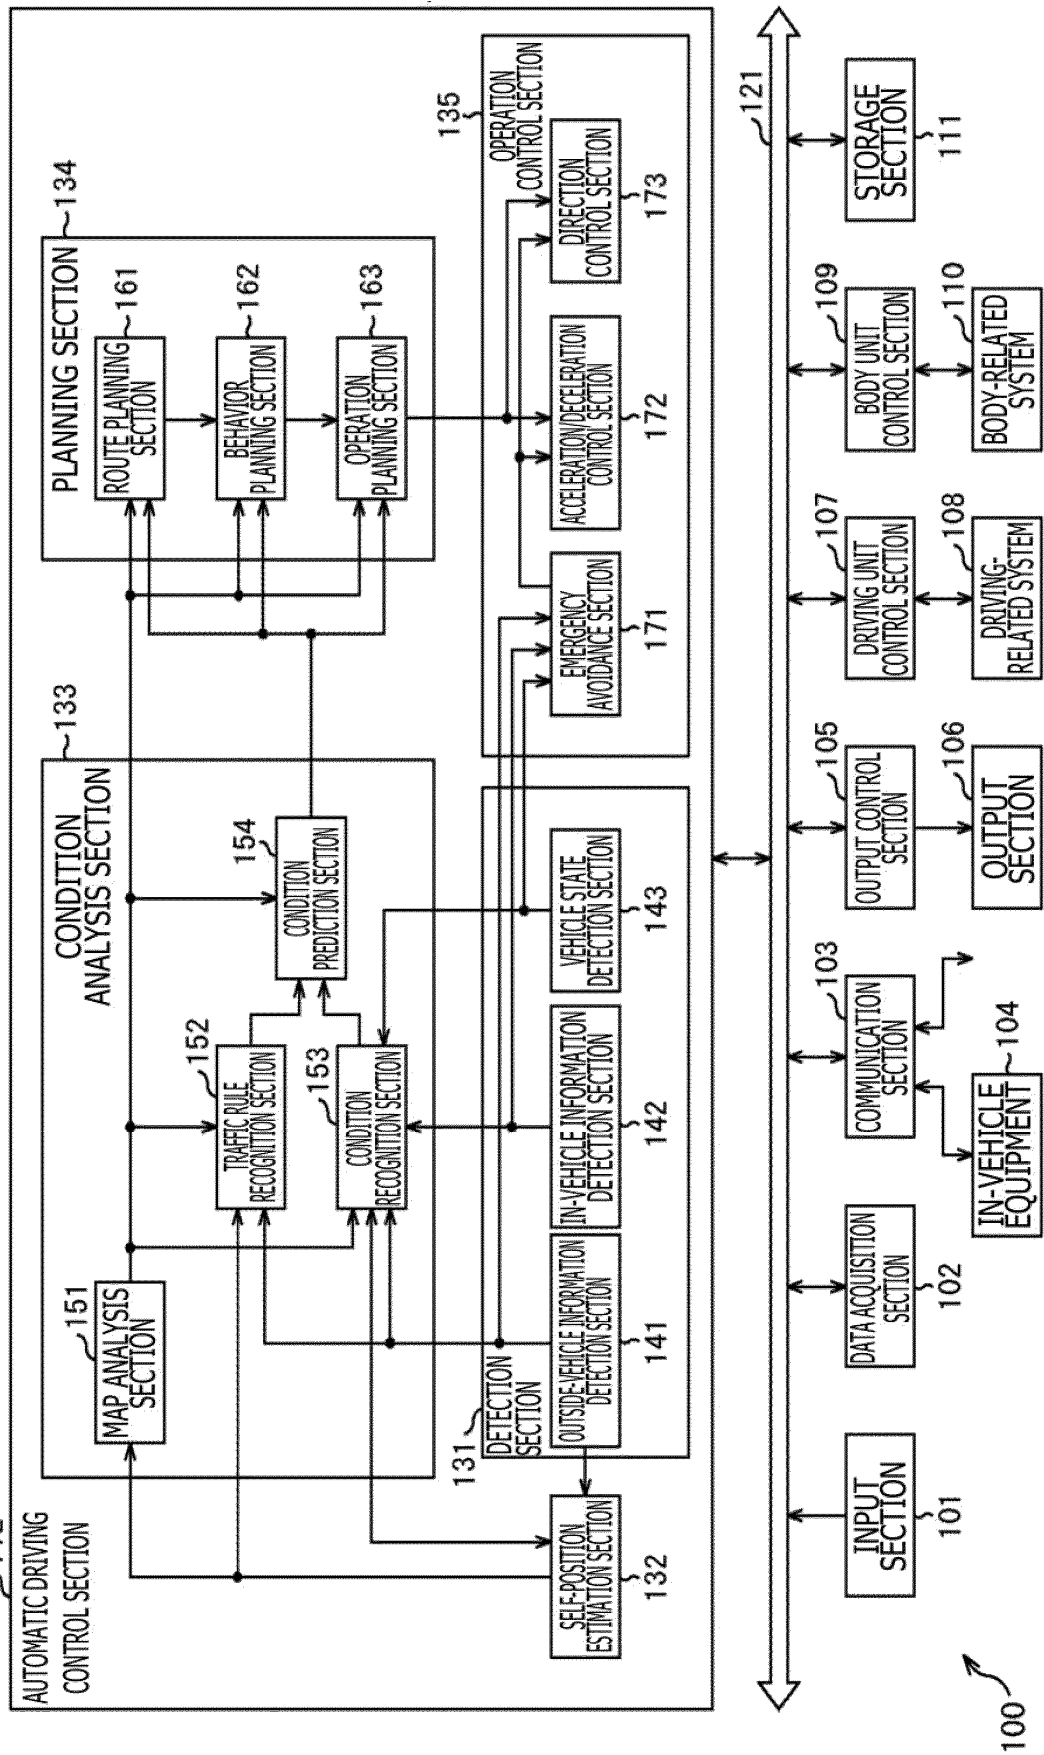 AUTOMATIC DRIVING
CONTROL SECTION
CONDITION
ANALYSIS SECTION
133
MAP ANALYSIS
SECTION
151
TRAFFIC RULE
RECOGNITION SECTION
152
CONDITION
RECOGNITION SECTION
153
CONDITION
PREDICTION SECTION
154
PLANNING SECTION
134
ROUTE PLANNING
SECTION
161
BEHAVIOR
PLANNING SECTION
162
OPERATION
PLANNING SECTION
163
SELF-POSITION
ESTIMATION SECTION
132
131
DETECTION
SECTION
OUTSIDE-VEHICLE INFORMATION
DETECTION SECTION
141
IN-VEHICLE INFORMATION
DETECTION SECTION
142
VEHICLE STATE
DETECTION SECTION
143
135
OPERATION
CONTROL SECTION
EMERGENCY
AVOIDANCE SECTION
171
ACCELERATION/DECELERATION
CONTROL SECTION
172
DIRECTION
CONTROL SECTION
173
121
INPUT
SECTION
101
DATA ACQUISITION
SECTION
102
COMMUNICATION
SECTION
103
IN-VEHICLE
EQUIPMENT
104
OUTPUT CONTROL
SECTION
105
OUTPUT
SECTION
106
DRIVING UNIT
CONTROL SECTION
107
DRIVING-
RELATED SYSTEM
108
BODY UNIT
CONTROL SECTION
109
BODY-RELATED
SYSTEM
110
STORAGE
SECTION
111
100